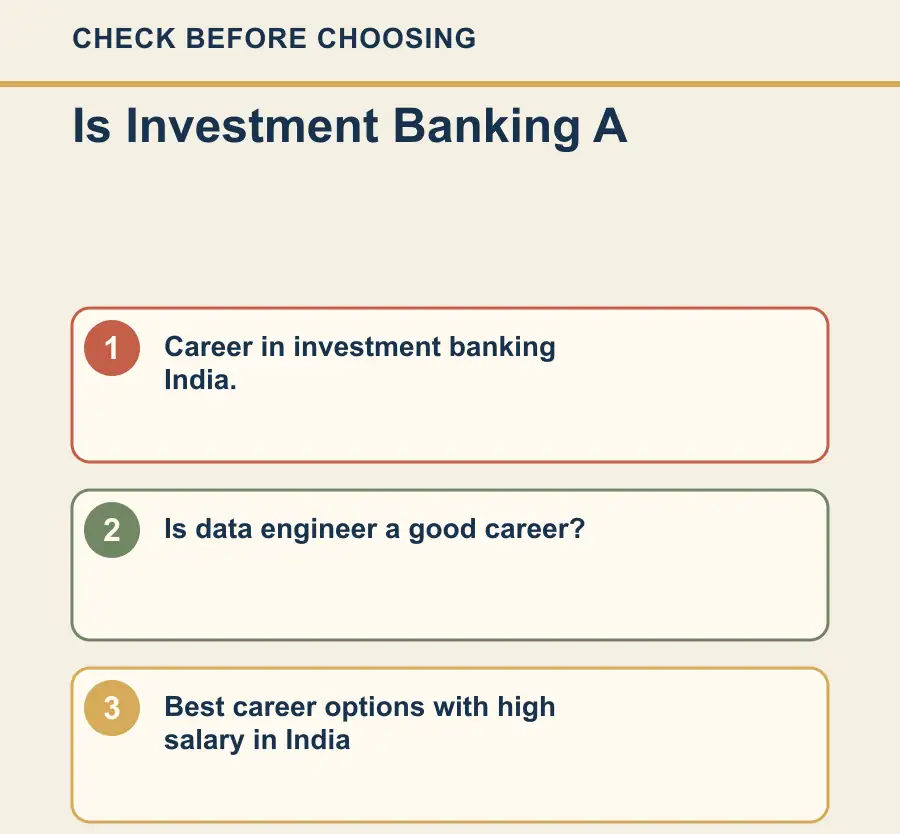 CHECK BEFORE CHOOSING
Is Investment Banking A
1
Career in investment banking
India.
2
Is data engineer a good career?
3
Best career options with high
salary in India